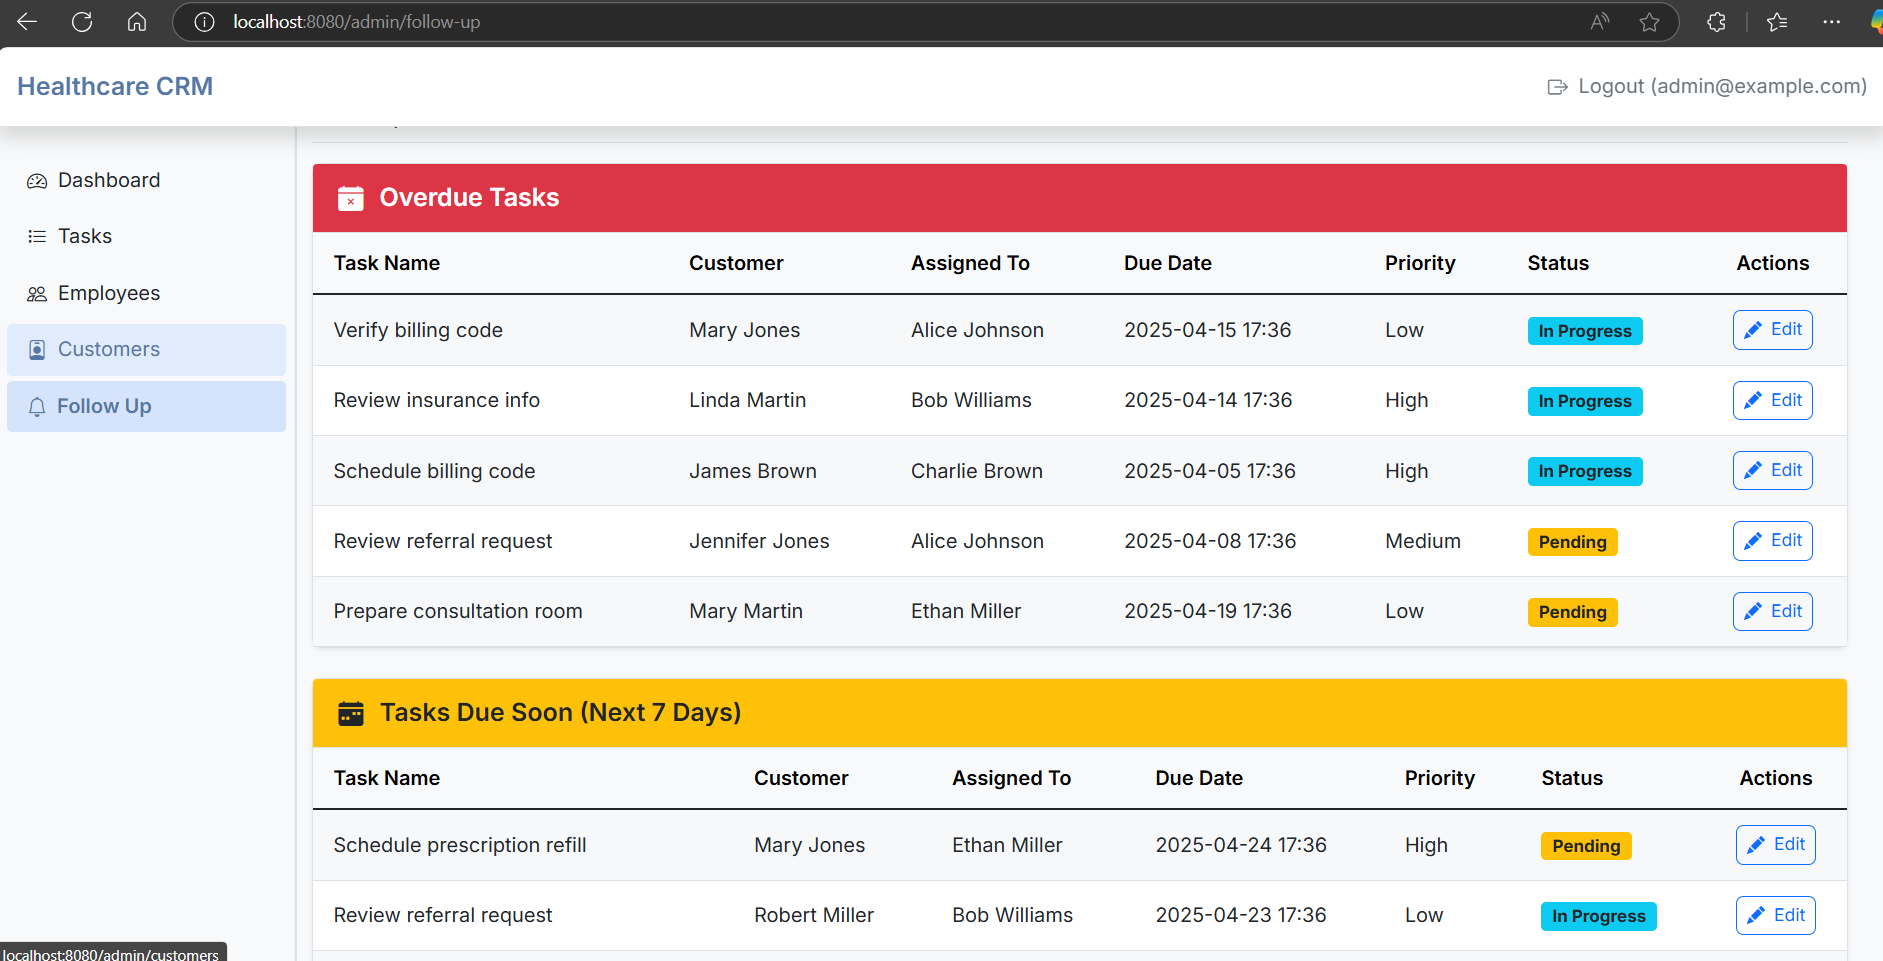 localhost:8080/admin/follow-up
Healthcare CRM
Logout (admin@example.com)
Dashboard
Tasks
Employees
Customers
Follow Up
Overdue Tasks
Task Name Customer Assigned To Due Date Priority Status Actions
Verify billing code Mary Jones Alice Johnson 2025-04-15 17:36 Low In Progress Edit
Review insurance info Linda Martin Bob Williams 2025-04-14 17:36 High In Progress Edit
Schedule billing code James Brown Charlie Brown 2025-04-05 17:36 High In Progress Edit
Review referral request Jennifer Jones Alice Johnson 2025-04-08 17:36 Medium Pending Edit
Prepare consultation room Mary Martin Ethan Miller 2025-04-19 17:36 Low Pending Edit
Tasks Due Soon (Next 7 Days)
Task Name Customer Assigned To Due Date Priority Status Actions
Schedule prescription refill Mary Jones Ethan Miller 2025-04-24 17:36 High Pending Edit
Review referral request Robert Miller Bob Williams 2025-04-23 17:36 Low In Progress Edit
localhost:8080/admin/customers